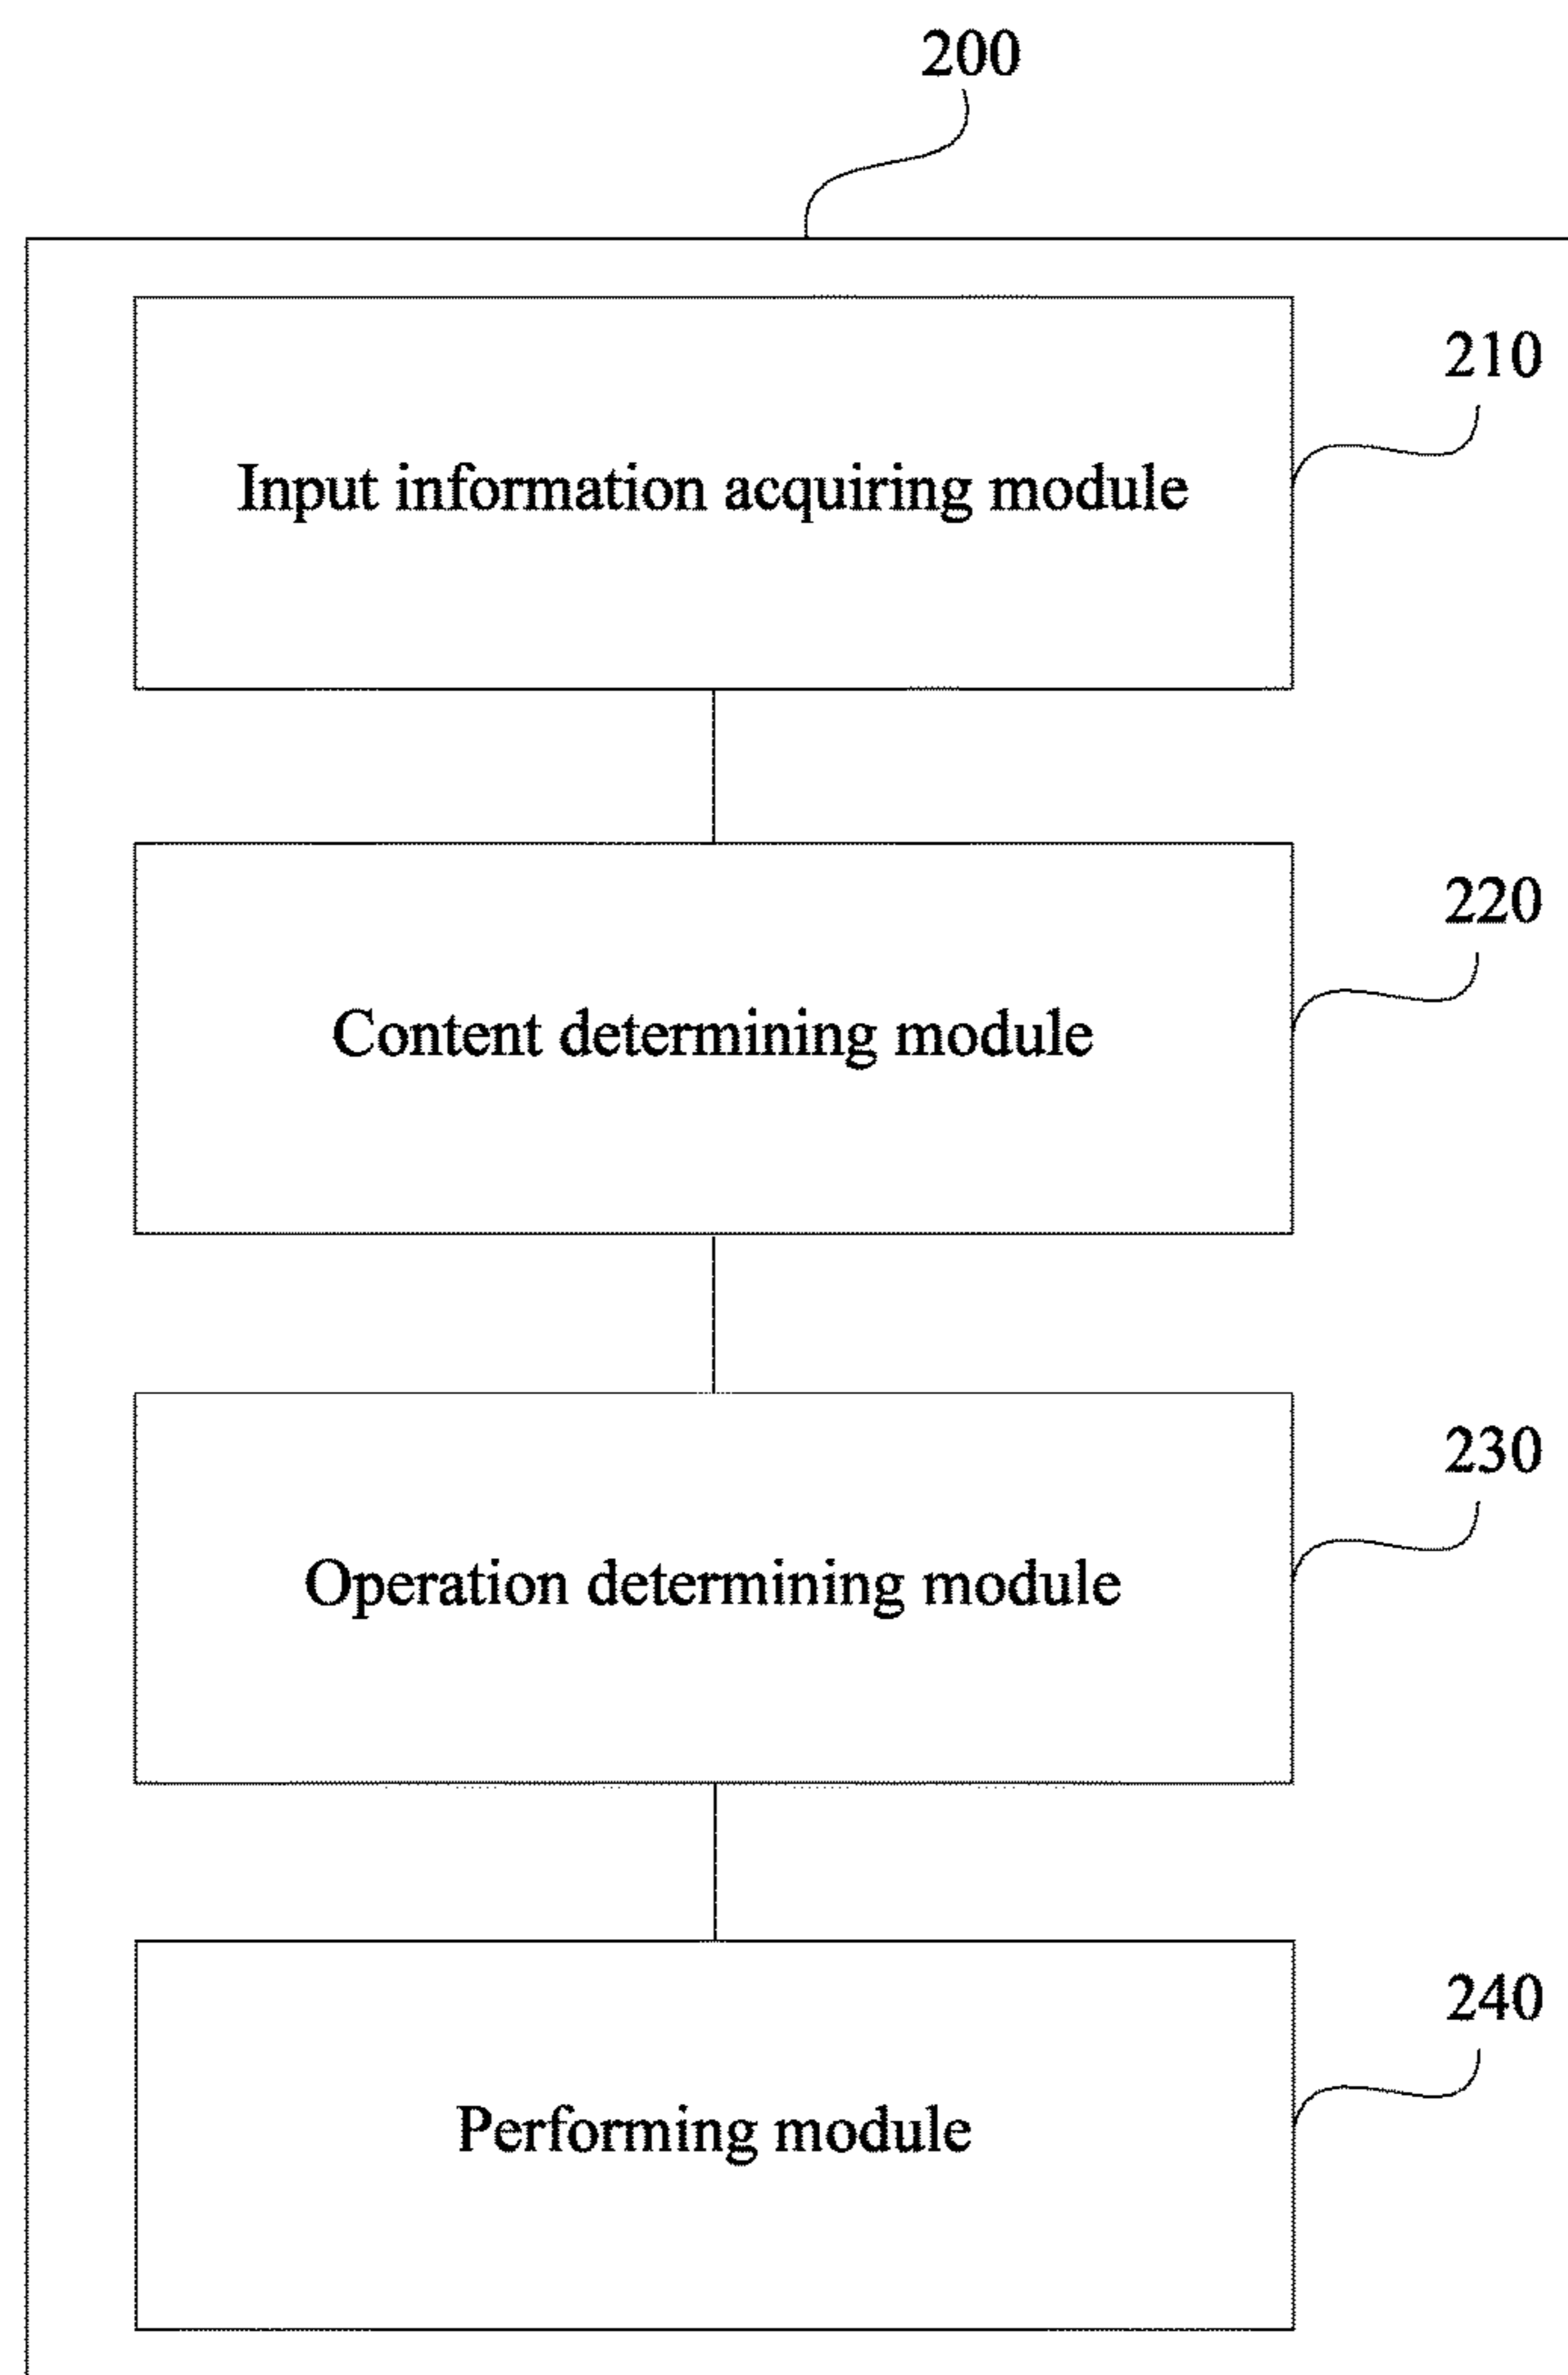 200
210
Input information acquiring module
220
Content determining module
230
Operation determining module
240
Performing module